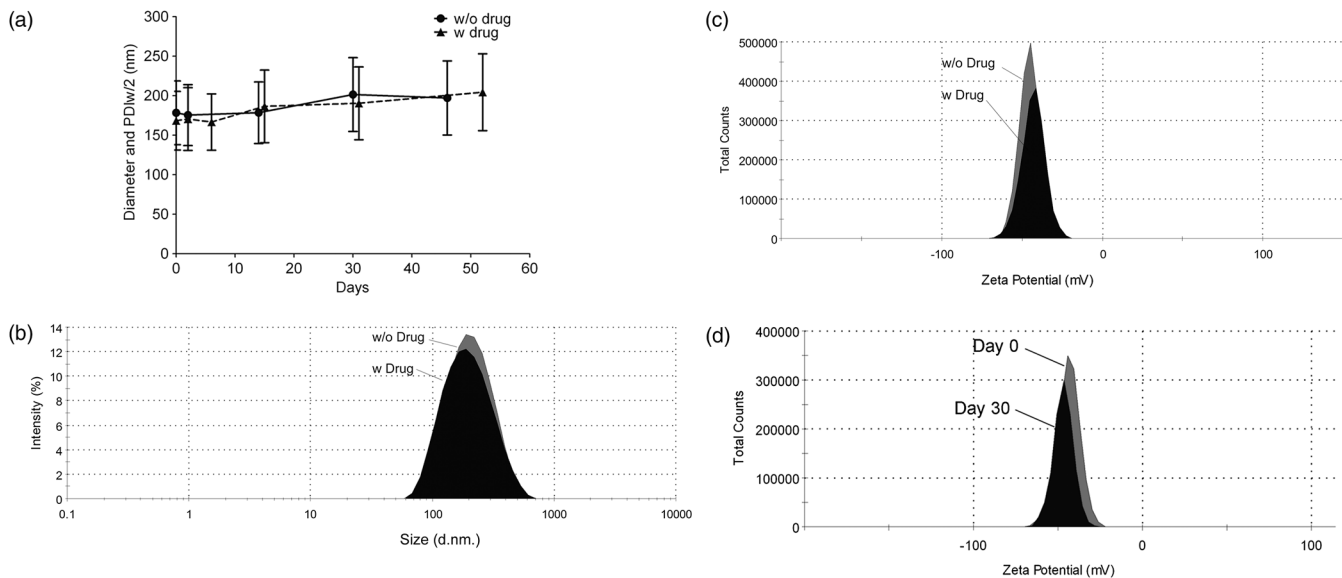 (a)
300
250
200
150
100
50
0
Diameter and PDIw/2 (nm)
w/o drug
w drug
0 10 20 30 40 50 60
Days
(b)
14
12
10
8
6
4
2
0
Intensity (%)
w/o Drug
w Drug
0.1 1 10 100 1000 10000
Size (d.nm.)
(c)
500000
400000
300000
200000
100000
0
Total Counts
w/o Drug
w Drug
-100 0 100
Zeta Potential (mV)
(d)
400000
300000
200000
100000
0
Total Counts
Day 0
Day 30
-100 0 100
Zeta Potential (mV)